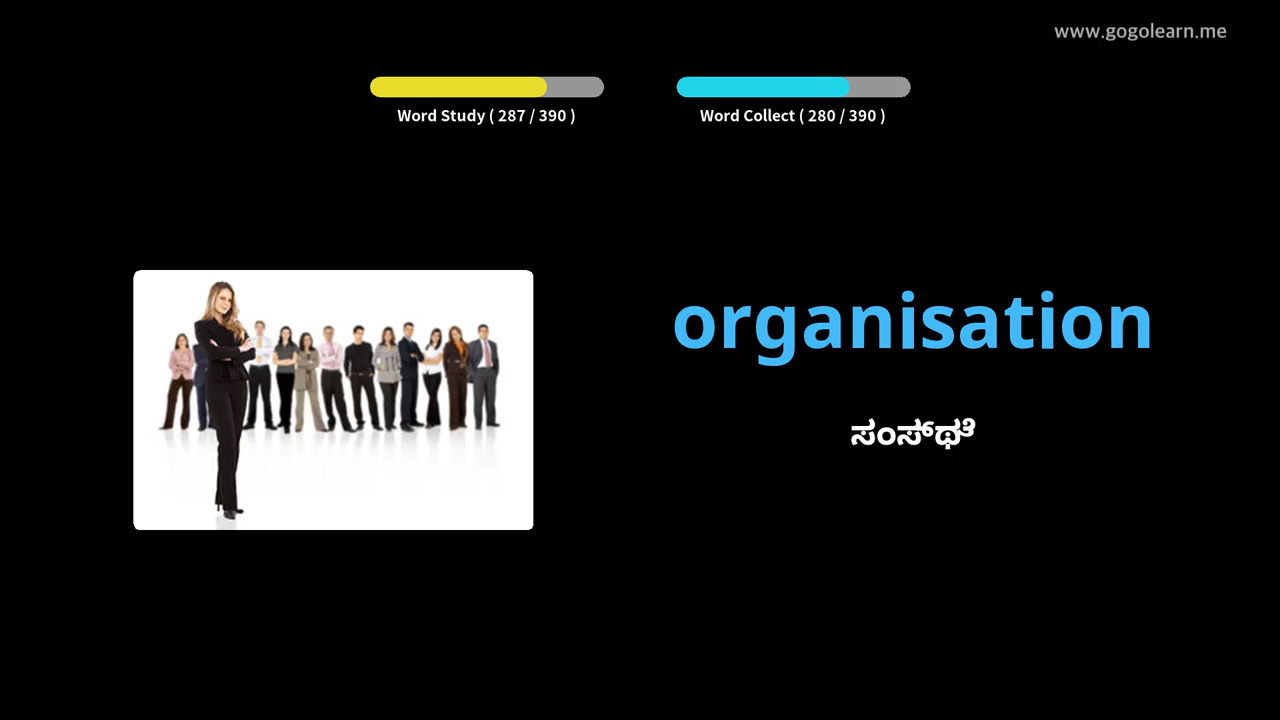 www.gogolearn.me
Word Study ( 287 / 390 )
Word Collect ( 280 / 390 )
organisation
ಸಂಸ್ಥೆ